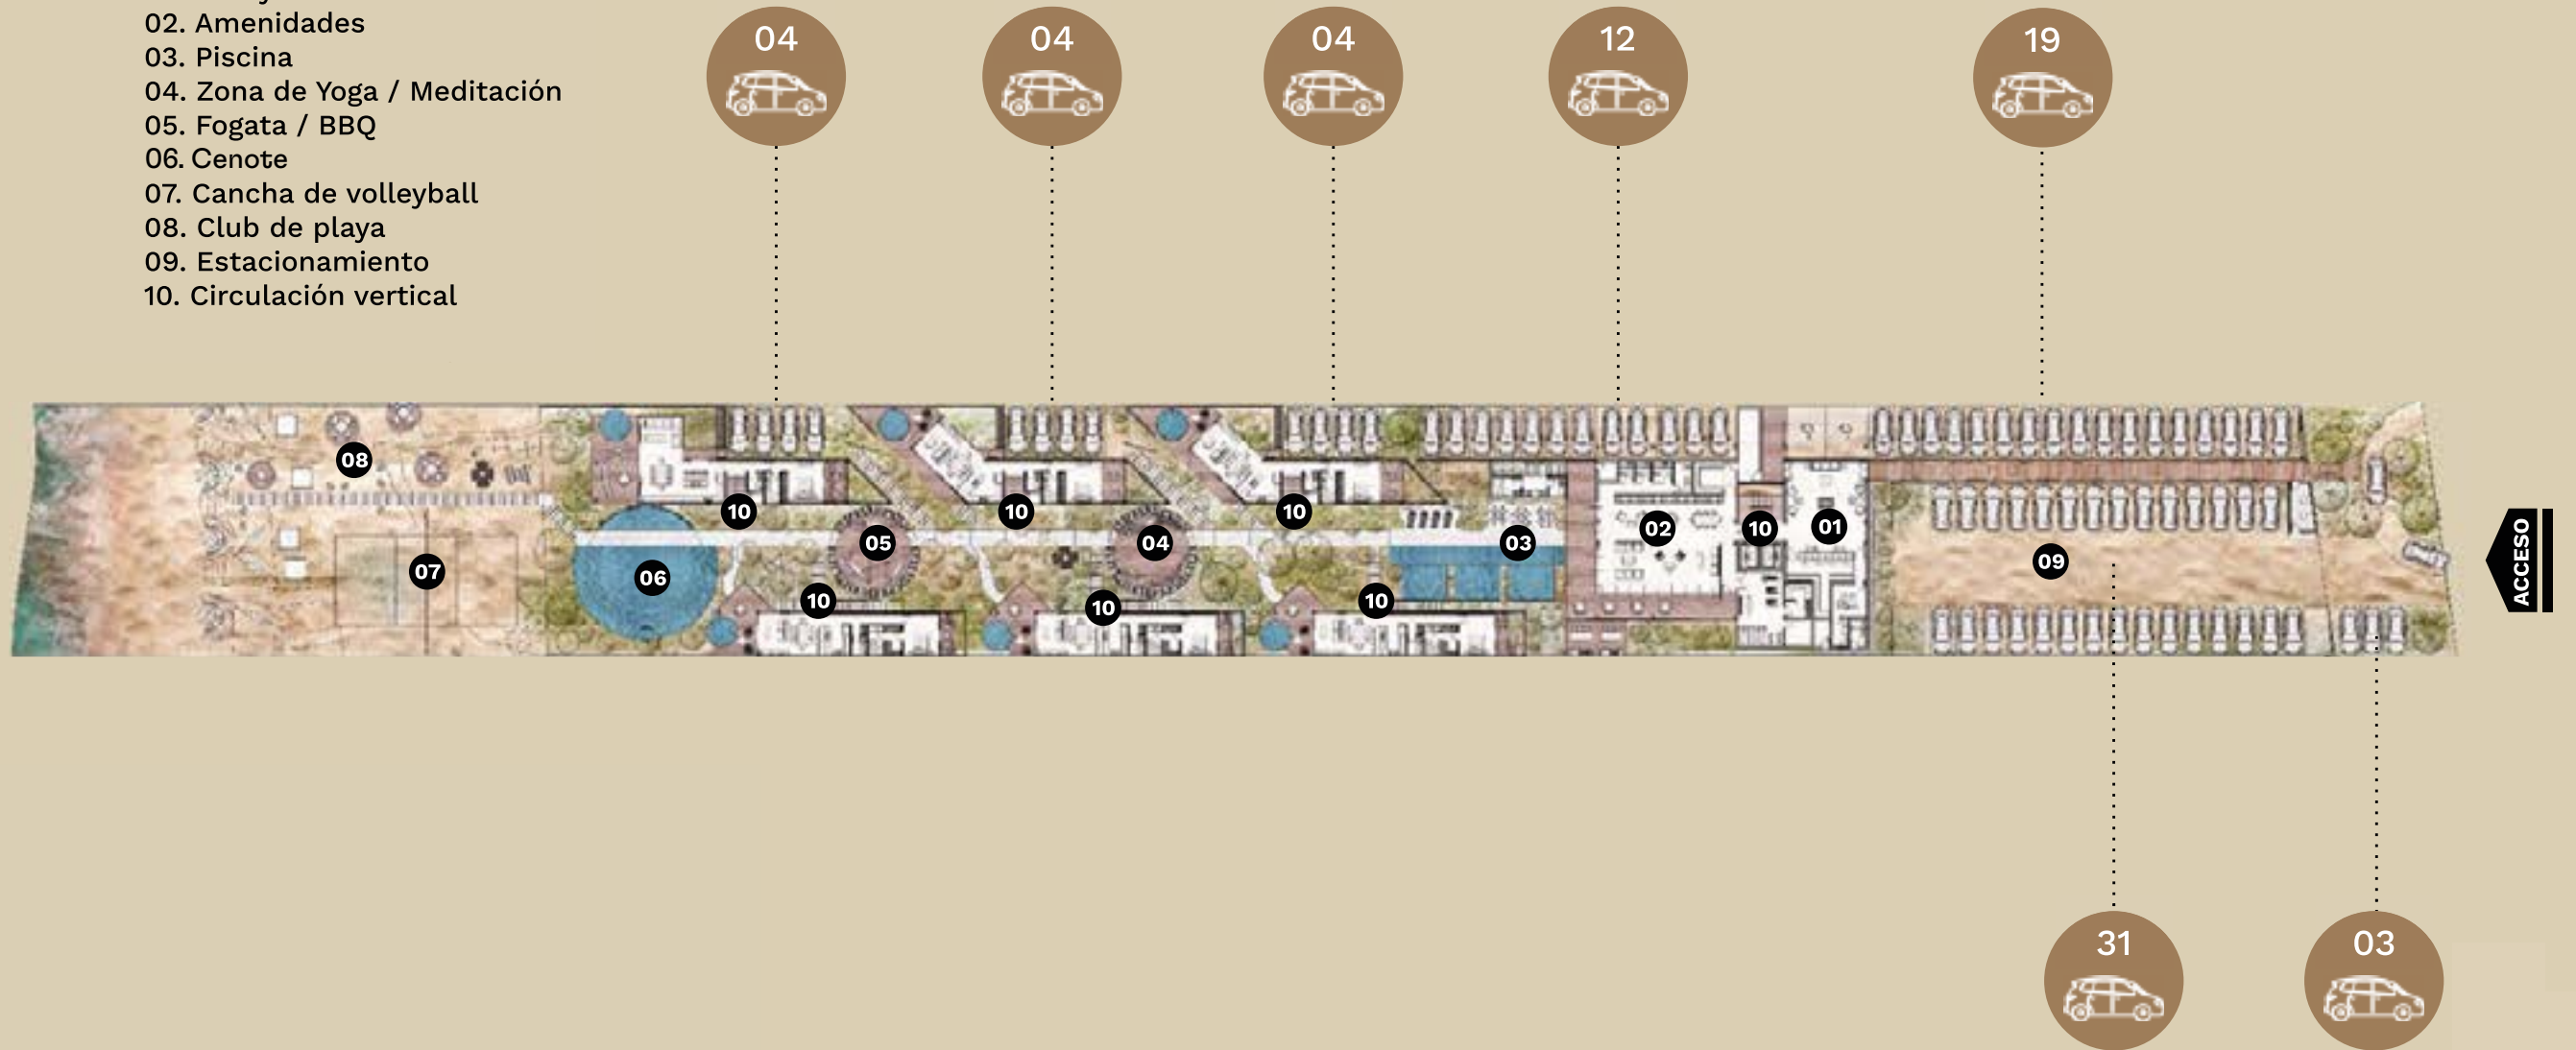 02. Amenidades
03. Piscina
04. Zona de Yoga / Meditación
05. Fogata / BBQ
06. Cenote
07. Cancha de volleyball
08. Club de playa
09. Estacionamiento
10. Circulación vertical
04
04
04
12
19
08
07
06
10
05
10
10
04
10
10
10
03
02
10
01
09
ACCESO
31
03